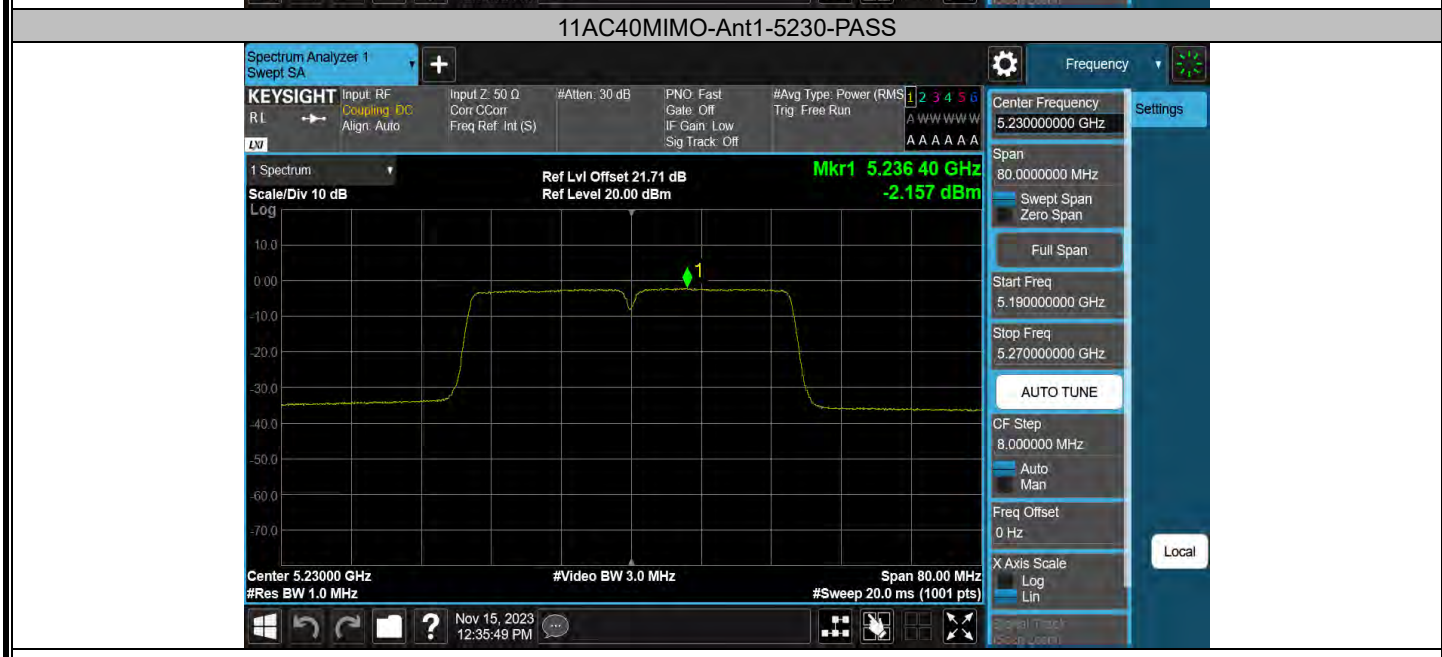 11AC40MIMO-Ant1-5230-PASS
Spectrum Analyzer 1
Swept SA
Frequency
KEYSIGHT
R L
LXI
Input: RF
Coupling: DC
Align: Auto
Input Z: 50 Ω
Corr CCorr
Freq Ref: Int (S)
#Atten: 30 dB
PNO: Fast
Gate: Off
IF Gain: Low
Sig Track: Off
#Avg Type: Power (RMS
Trig: Free Run
1 2 3 4 5 6
A W W W W W
A A A A A A
Center Frequency
5.230000000 GHz
Settings
1 Spectrum
Scale/Div 10 dB
Log
Ref Lvl Offset 21.71 dB
Ref Level 20.00 dBm
Mkr1 5.236 40 GHz
-2.157 dBm
Span
80.0000000 MHz
Swept Span
Zero Span
Full Span
Start Freq
5.190000000 GHz
Stop Freq
5.270000000 GHz
AUTO TUNE
CF Step
8.000000 MHz
Auto
Man
Freq Offset
0 Hz
X Axis Scale
Log
Lin
Local
10.0
0.00
-10.0
-20.0
-30.0
-40.0
-50.0
-60.0
-70.0
1
Center 5.23000 GHz
#Res BW 1.0 MHz
#Video BW 3.0 MHz
Span 80.00 MHz
#Sweep 20.0 ms (1001 pts)
?
Nov 15, 2023
12:35:49 PM
Signal Track